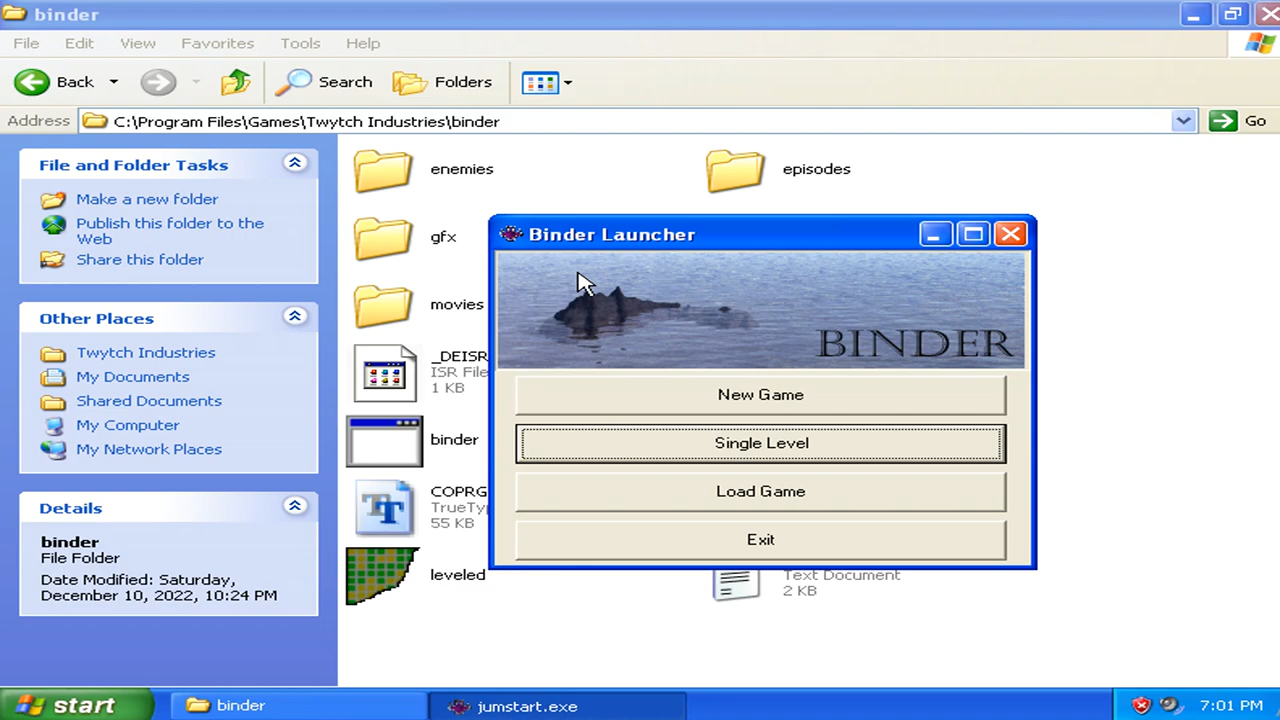 binder
File Edit View Favorites Tools Help
Back Search Folders
Address C:\Program Files\Games\Twytch Industries\binder Go
File and Folder Tasks
Make a new folder
Publish this folder to the
Web
Share this folder
Other Places
Twytch Industries
My Documents
Shared Documents
My Computer
My Network Places
Details
binder
File Folder
Date Modified: Saturday,
December 10, 2022, 10:24 PM
enemies
episodes
gfx
movies
_DEISR
ISR File
1 KB
binder
COPRG
TrueTyp
55 KB
leveled
Text Document
2 KB
Binder Launcher
BINDER
New Game
Single Level
Load Game
Exit
start binder jumstart.exe 7:01 PM